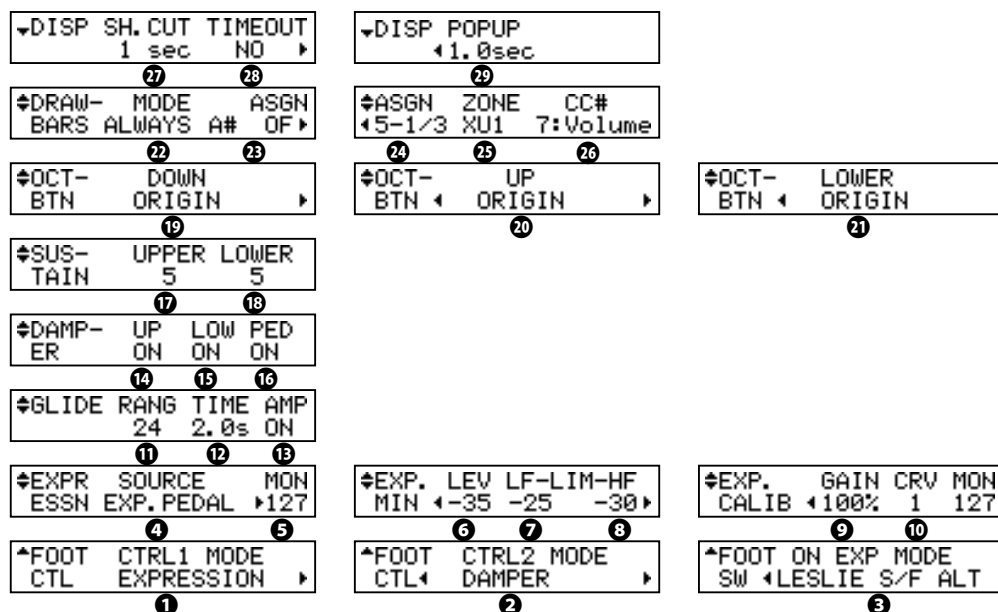 DISP SH.CUT TIMEOUT
1 sec NO
27 28
DISP POPUP
1.0sec
29
DRAW- MODE ASGN
BARS ALWAYS A# OF
22 23
ASGN ZONE CC#
5-1/3 XU1 7:Volume
24 25 26
OCT- DOWN
BTN ORIGIN
19
OCT- UP
BTN ORIGIN
20
OCT- LOWER
BTN ORIGIN
21
SUS- UPPER LOWER
TAIN 5 5
17 18
DAMP- UP LOW PED
ER ON ON ON
14 15 16
GLIDE RANG TIME AMP
24 2.0s ON
11 12 13
EXPR SOURCE MON
ESSN EXP.PEDAL 127
4 5
EXP. LEV LF-LIM-HF
MIN -35 -25 -30
6 7 8
EXP. GAIN CRV MON
CALIB 100% 1 127
9 10
FOOT CTRL1 MODE
CTL EXPRESSION
1
FOOT CTRL2 MODE
CTL DAMPER
2
FOOT ON EXP MODE
SW LESLIE S/F ALT
3